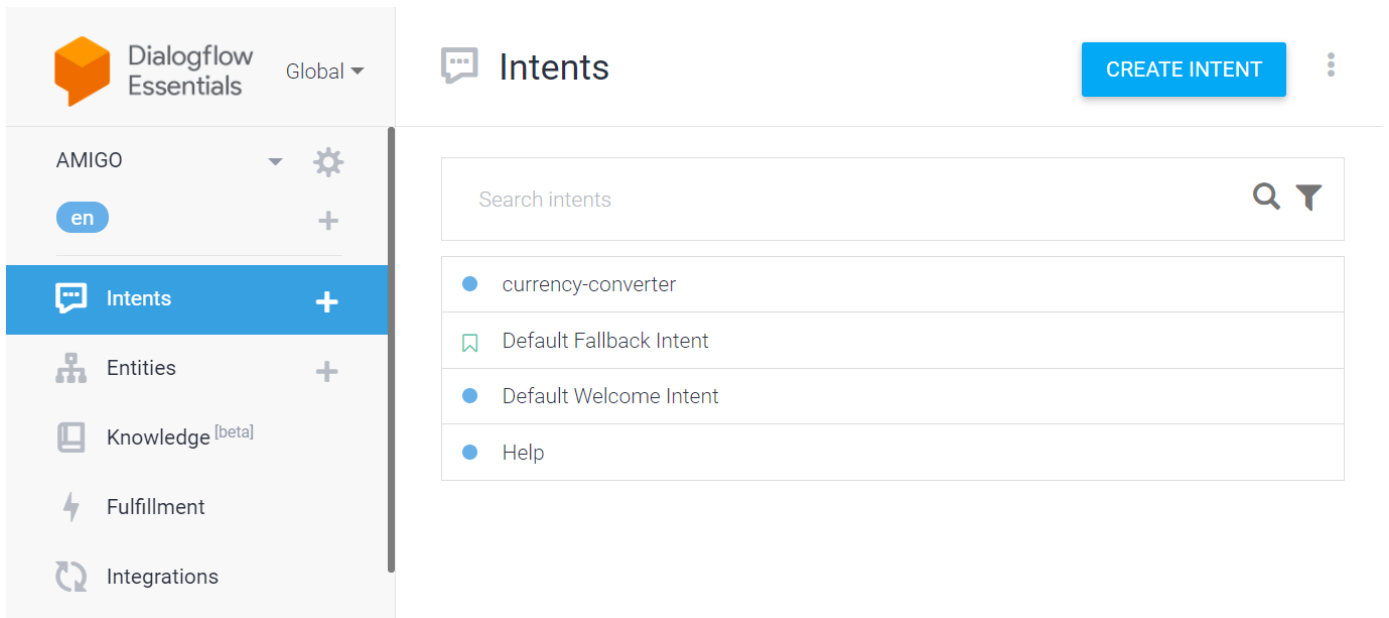 Dialogflow
Essentials
Global
AMIGO
en
Intents
Entities
Knowledge [beta]
Fulfillment
Integrations
Intents
CREATE INTENT
Search intents
currency-converter
Default Fallback Intent
Default Welcome Intent
Help